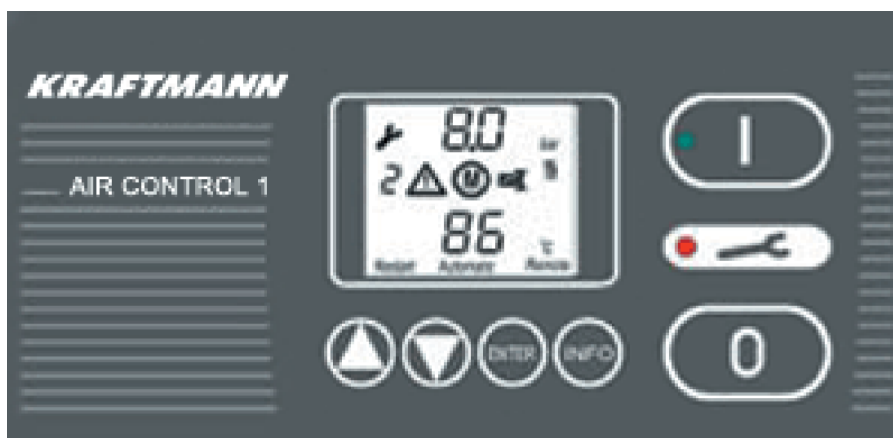 KRAFTMANN
AIR CONTROL 1
8.0 bar
2
86 °C
Restart Automatic Remote
ENTER INFO
I
0